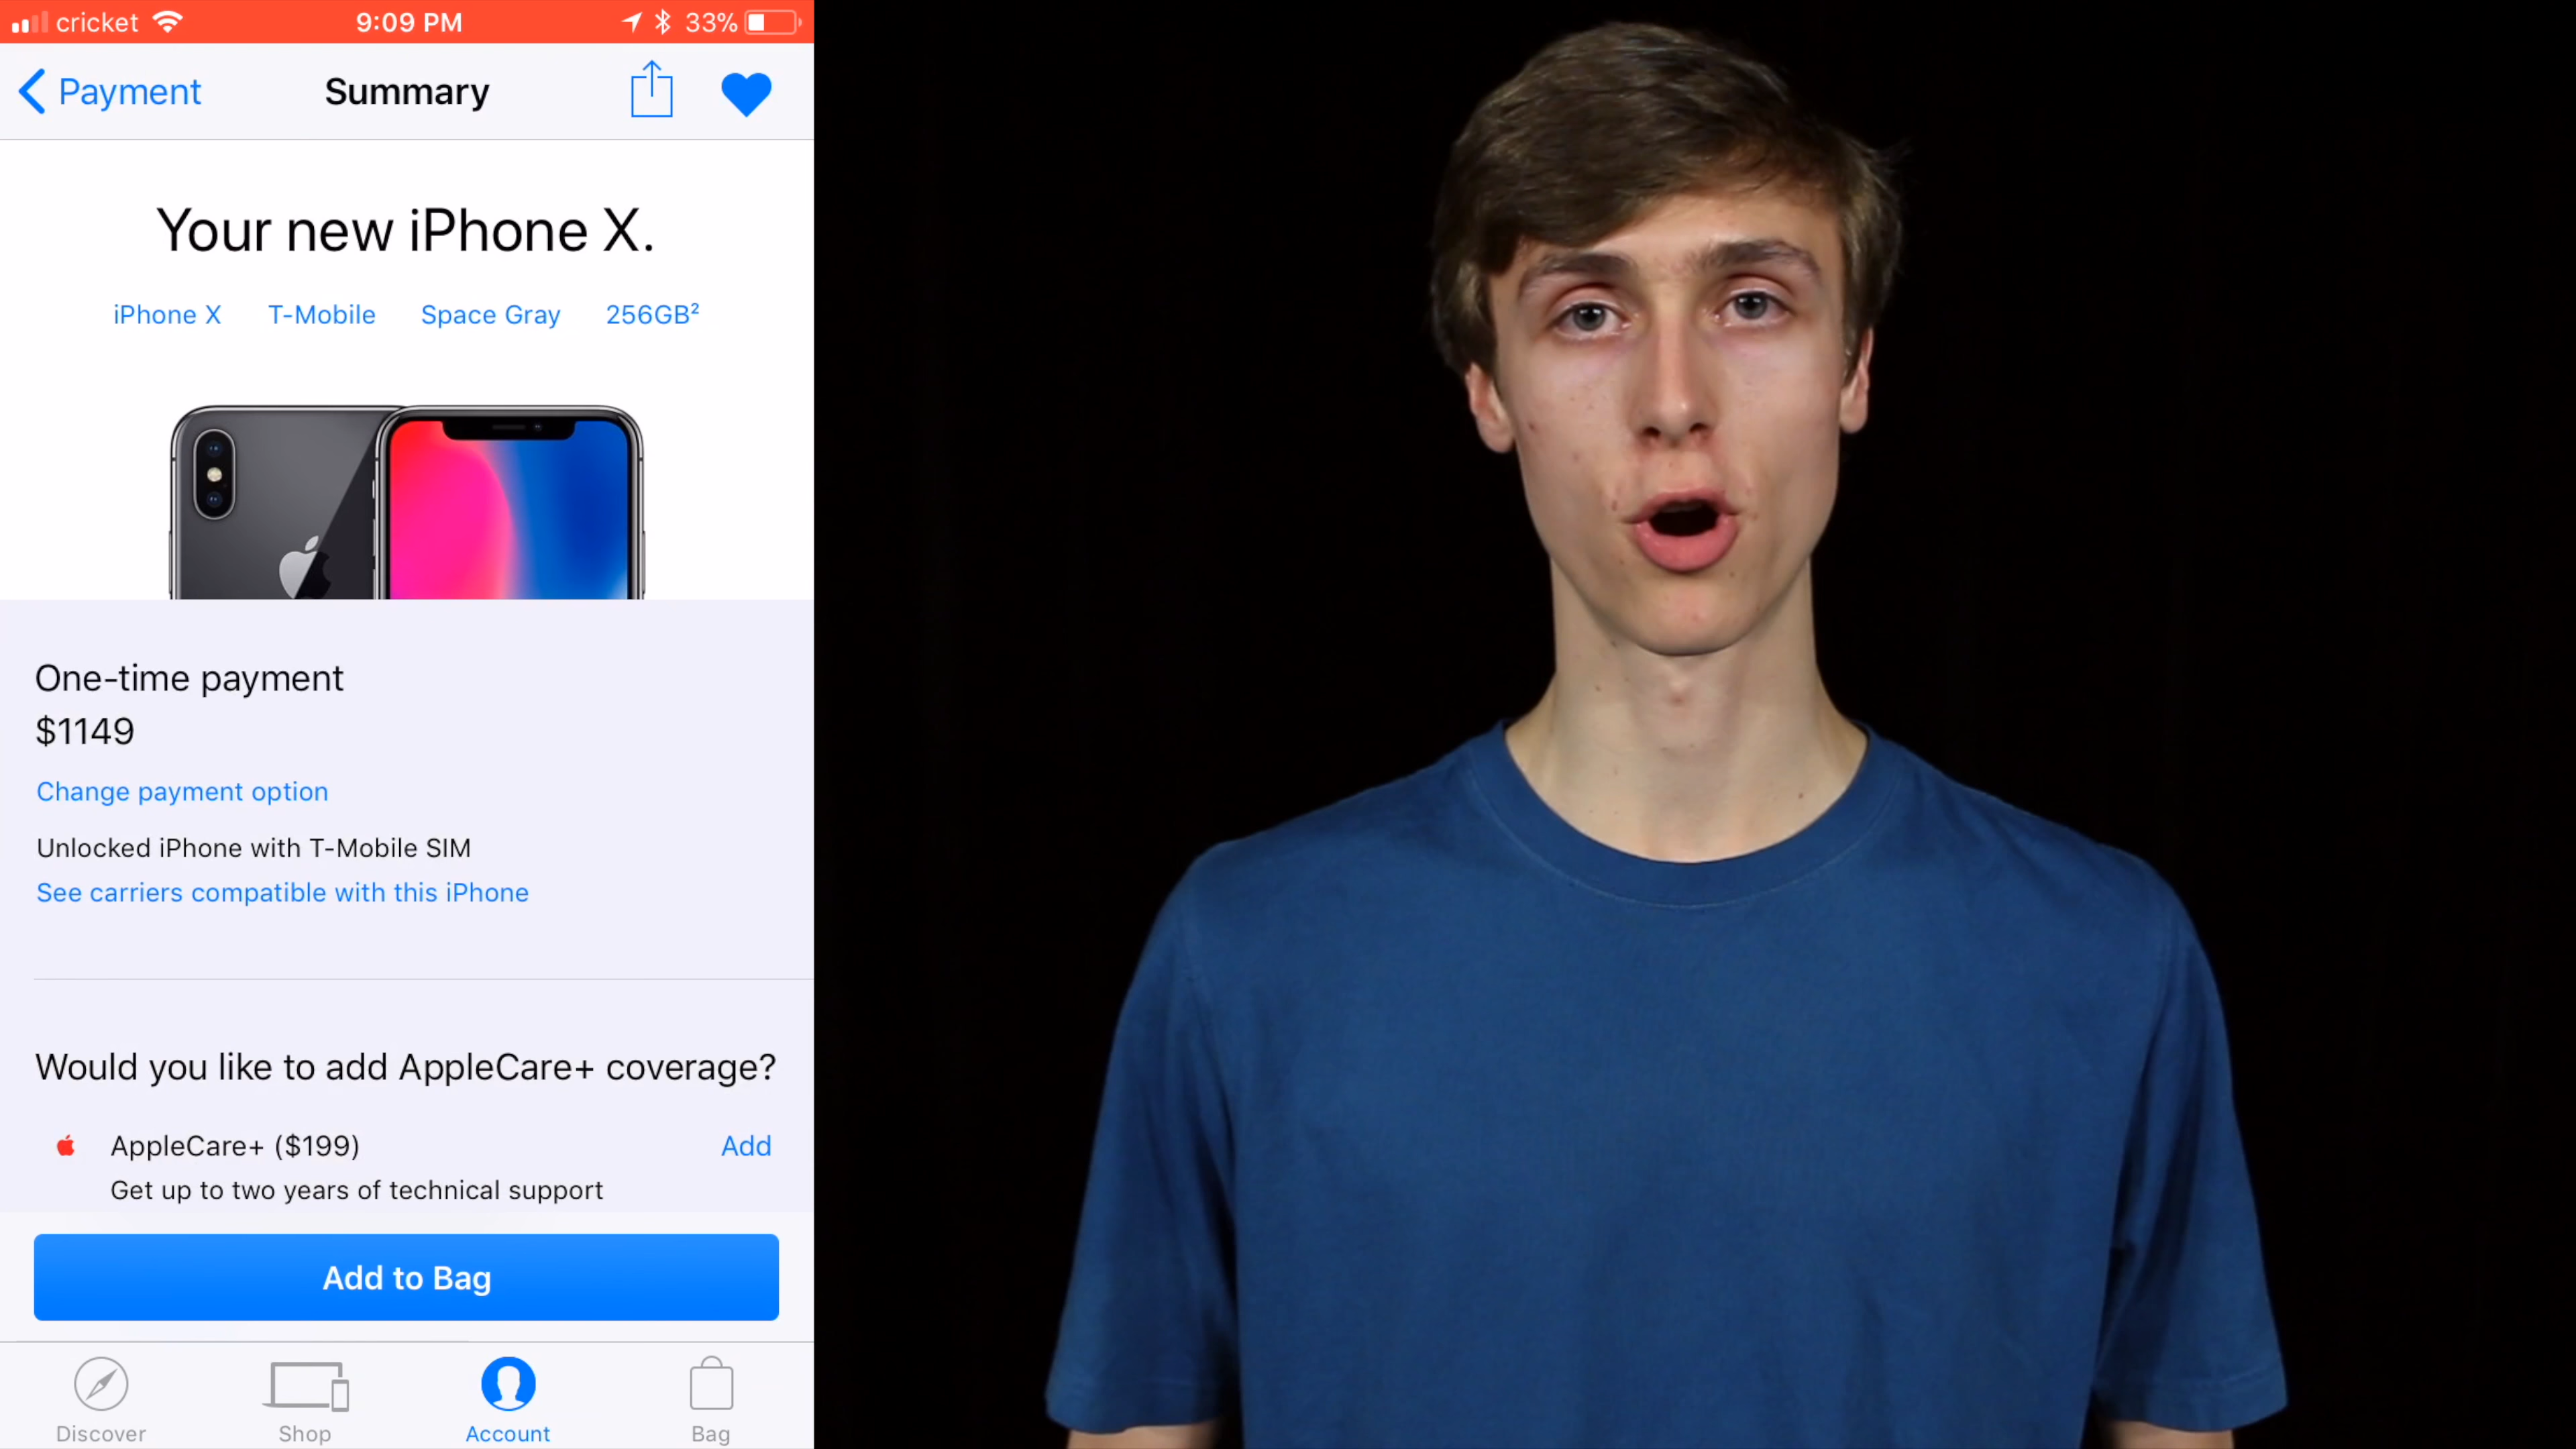 cricket 9:09 PM 33%
Payment Summary
Your new iPhone X.
iPhone X T-Mobile Space Gray 256GB²
One-time payment
$1149
Change payment option
Unlocked iPhone with T-Mobile SIM
See carriers compatible with this iPhone
Would you like to add AppleCare+ coverage?
AppleCare+ ($199) Add
Get up to two years of technical support
Add to Bag
Discover Shop Account Bag